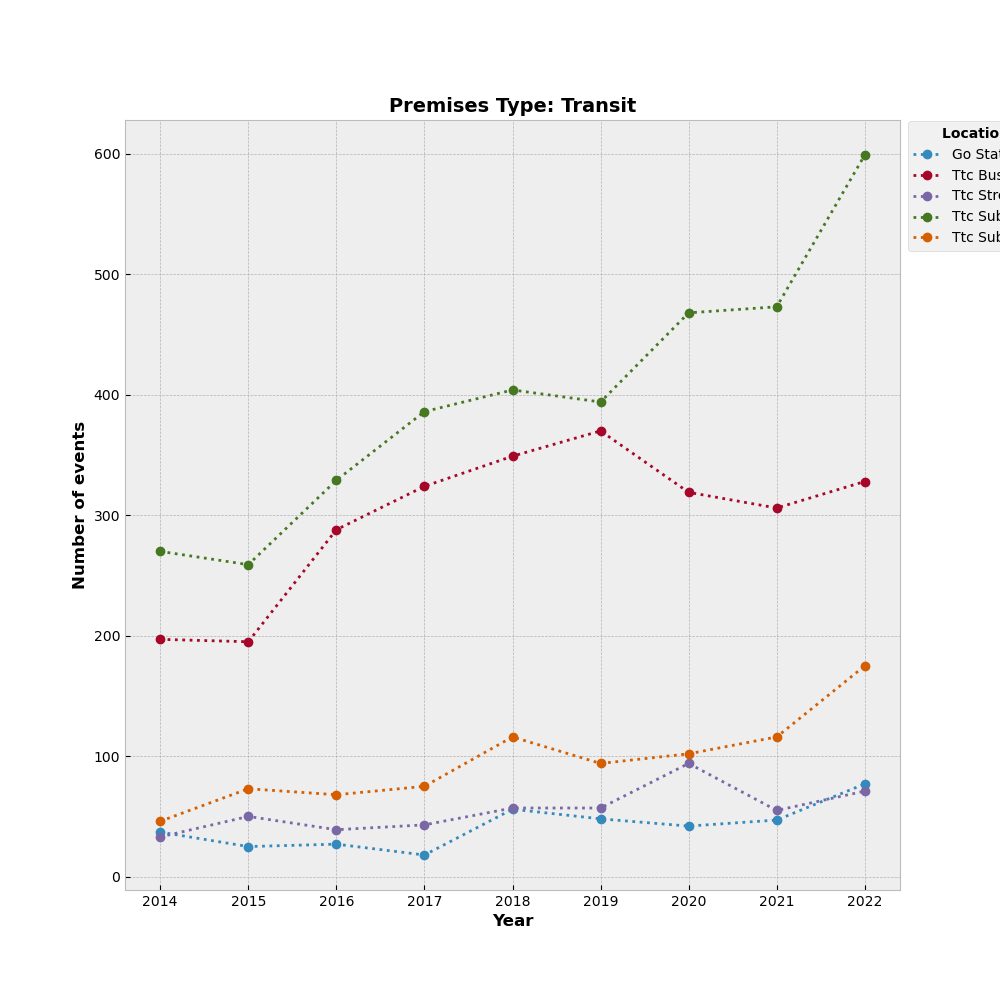 Premises Type: Transit
Number of events
600
500
400
300
200
100
0
2014 2015 2016 2017 2018 2019 2020 2021 2022
Year
Locatio
Go Stat
Ttc Bus
Ttc Stre
Ttc Sub
Ttc Sub